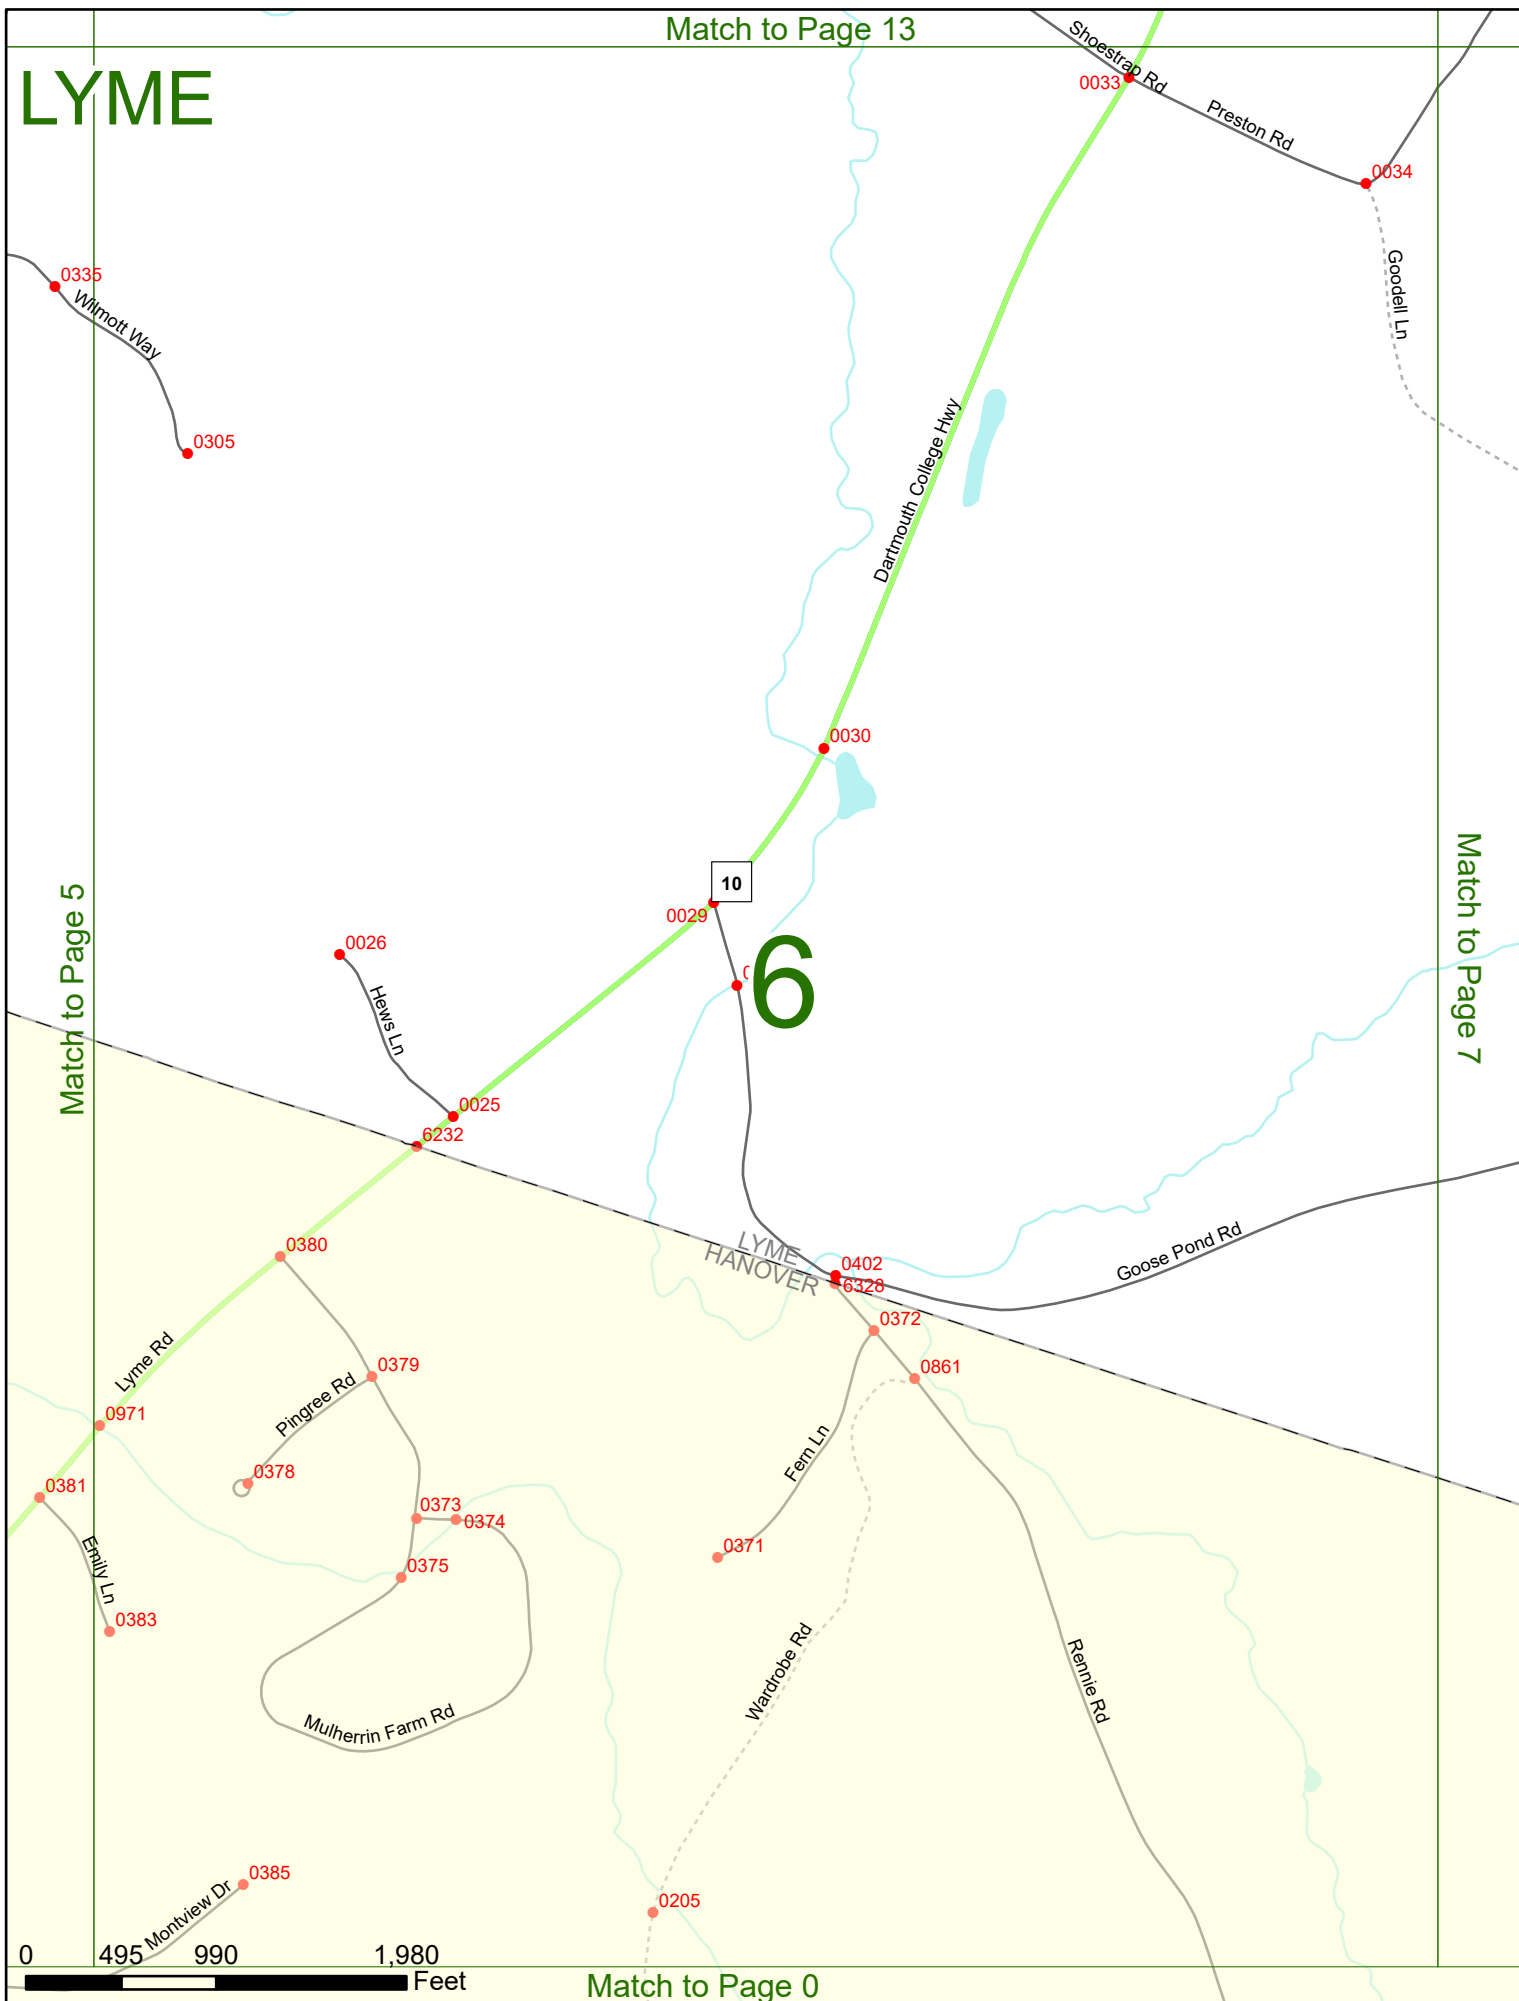 Match to Page 13
LYME
Shoestrap Rd
0033
Preston Rd
0034
Goodell Ln
0335
Wilmott Way
0305
Dartmouth College Hwy
0030
10
0029
6
0026
Hews Ln
0025
6232
Match to Page 5
Match to Page 7
LYME
HANOVER
0402
6328
Goose Pond Rd
0380
0372
0379
0861
Lyme Rd
Pingree Rd
0971
0378
0381
Fern Ln
0373
0374
Emily Ln
0371
0375
0383
Wardrobe Rd
Rennie Rd
Mulherrin Farm Rd
0385
Montview Dr
0205
0 495 990 1,980
Feet
Match to Page 0